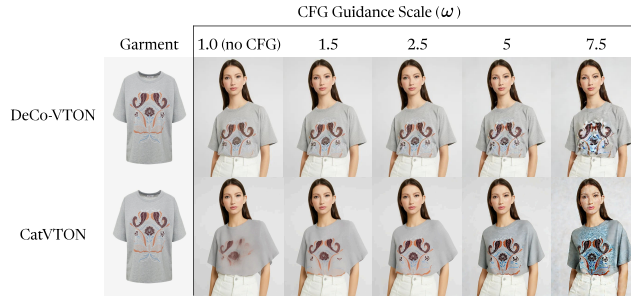 CFG Guidance Scale (ω)
Garment 1.0 (no CFG) 1.5 2.5 5 7.5
DeCo-VTON
CatVTON